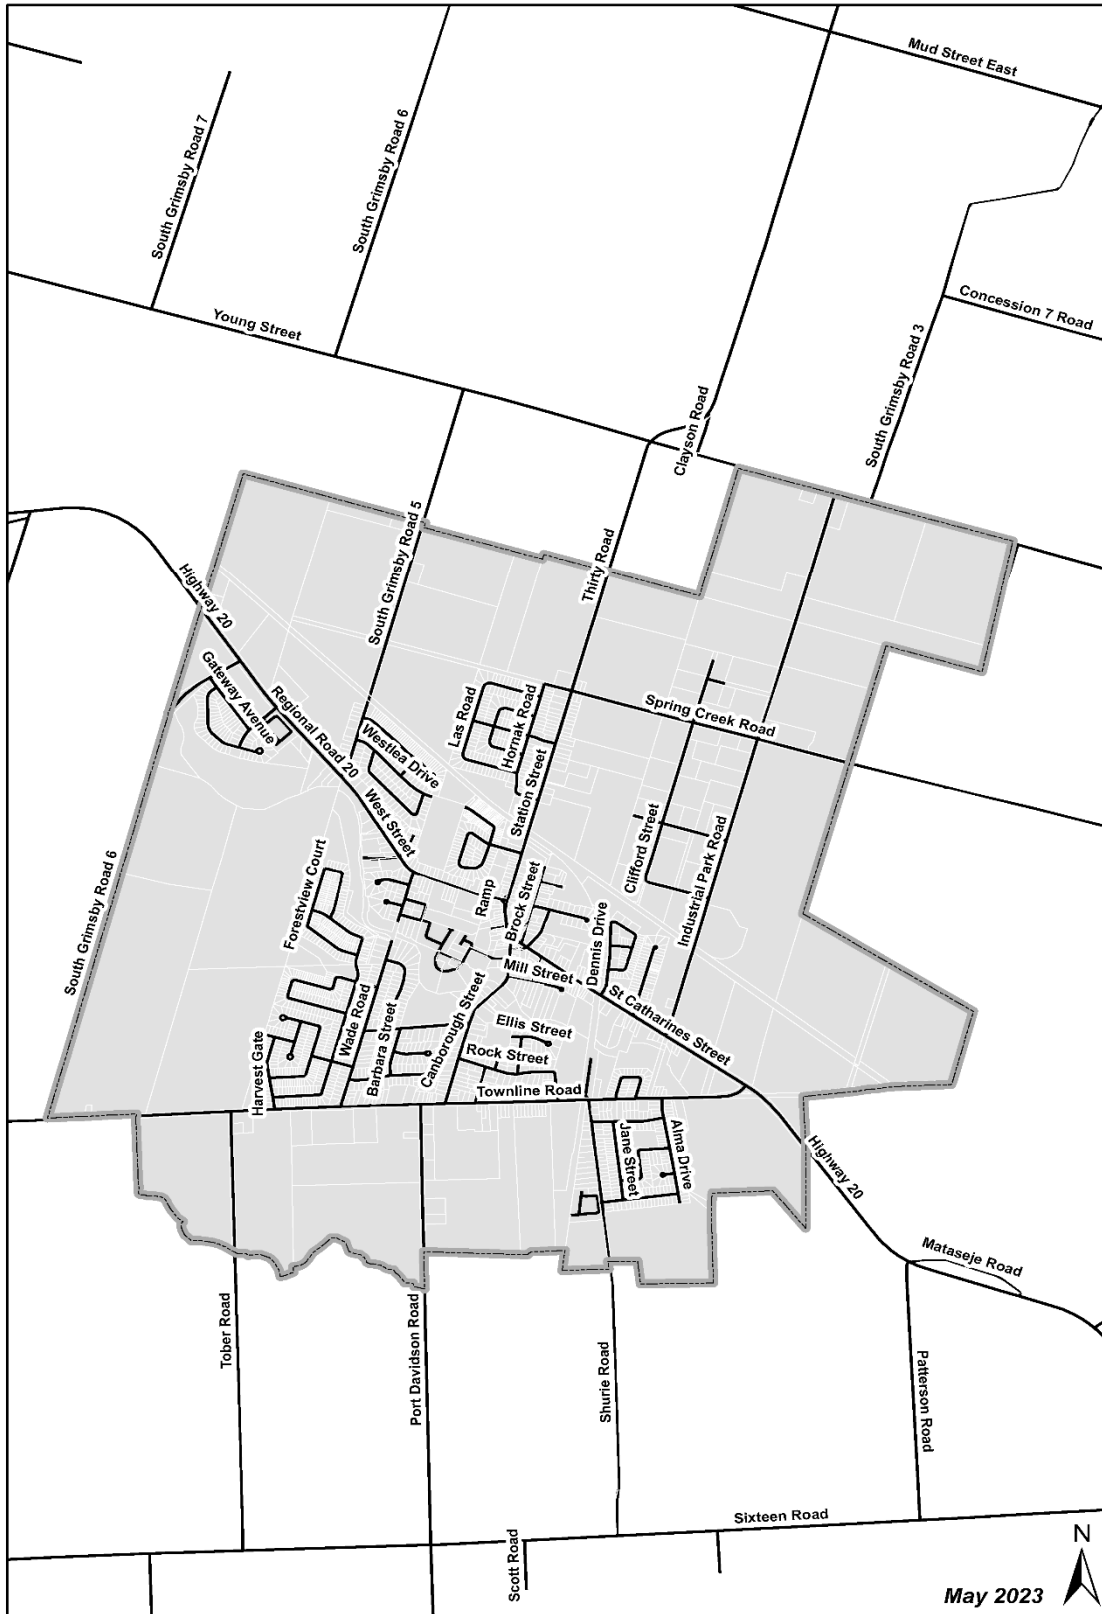 Mud Street East
South Grimsby Road 7
South Grimsby Road 6
Concession 7 Road
Young Street
South Grimsby Road 3
Clayson Road
South Grimsby Road 5
Thirty Road
Highway 20
Gateway Avenue
Regional Road 20
Las Road
Hornak Road
Spring Creek Road
Westlea Drive
Station Street
West Street
Clifford Street
Industrial Park Road
Forestview Court
Ramp
Brock Street
South Grimsby Road 6
Dennis Drive
Mill Street
St Catharines Street
Wade Road
Barbara Street
Canborough Street
Ellis Street
Rock Street
Harvest Gate
Townline Road
Jane Street
Alma Drive
Highway 20
Mataseje Road
Tober Road
Port Davidson Road
Shurie Road
Patterson Road
Sixteen Road
Scott Road
N
May 2023